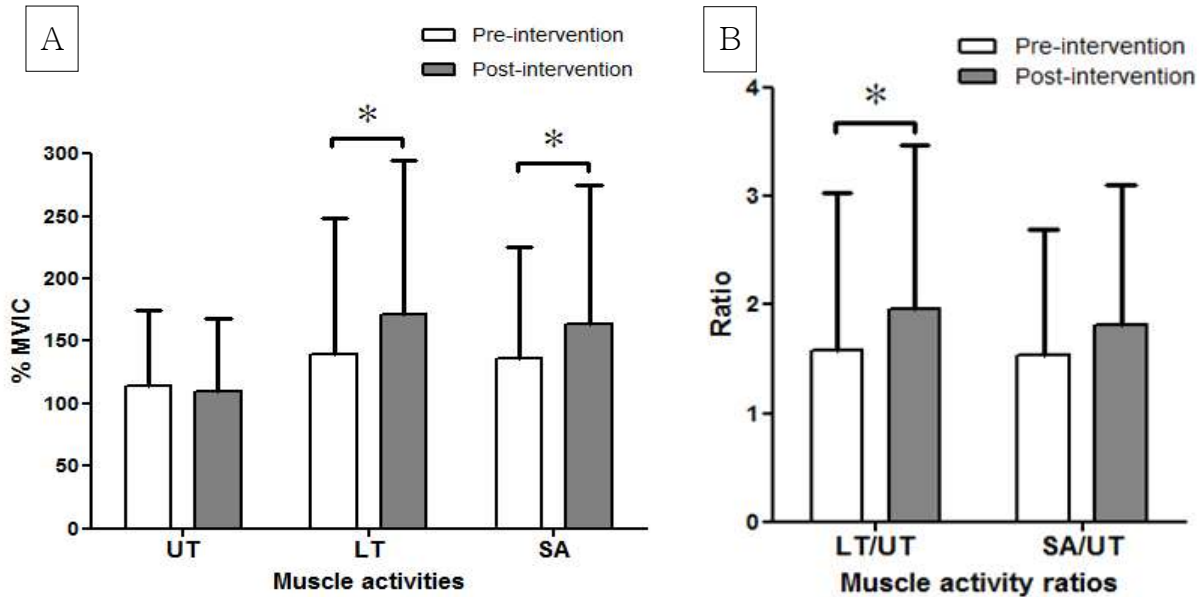 A
Pre-intervention
Post-intervention
*
*
300
250
200
150
100
50
0
% MVIC
UT
LT
SA
Muscle activities
B
Pre-intervention
Post-intervention
*
4
3
2
1
0
Ratio
LT/UT
SA/UT
Muscle activity ratios